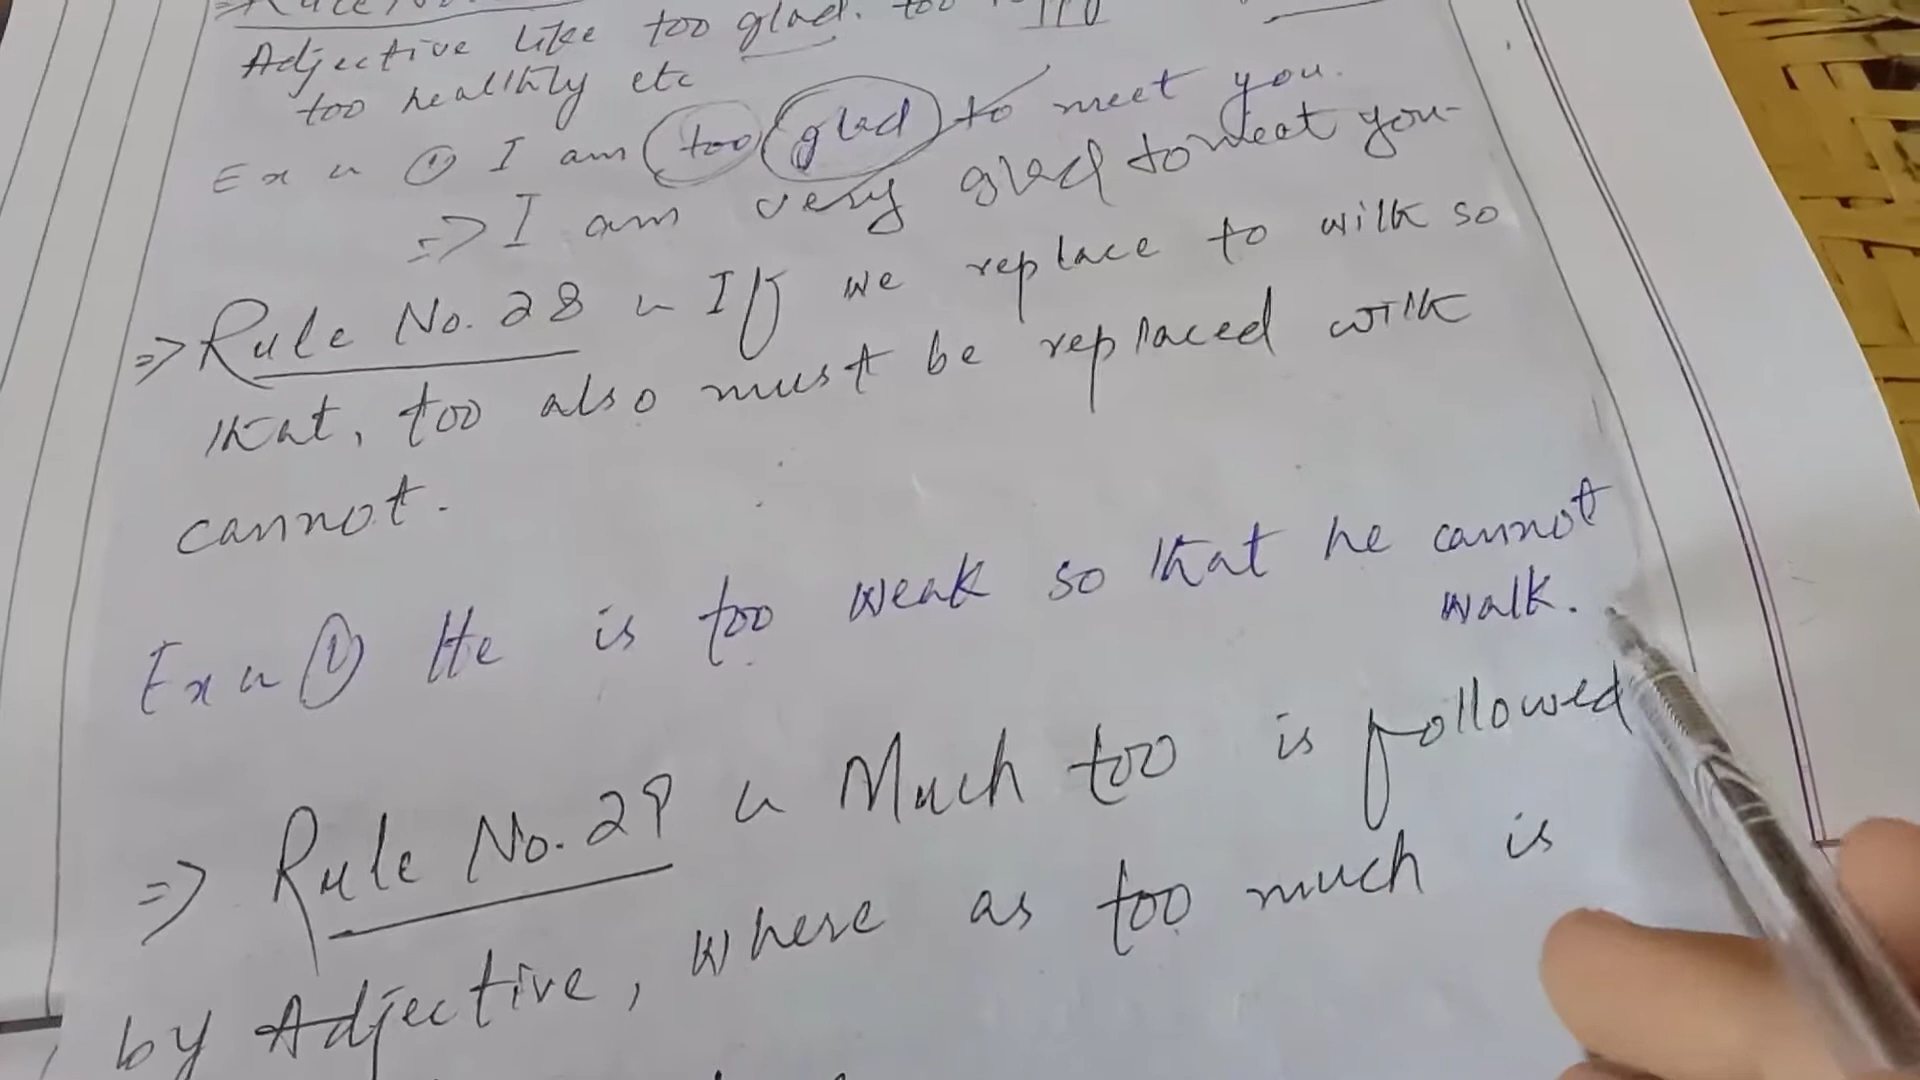 Adjective like too glad. too
too healthy etc
Ex ~ ① I am too glad to meet you.
=> I am very glad to meet you
=> Rule No. 28 ~ If we replace to with so
that, too also must be replaced with
cannot.
Ex ~ ① He is too weak so that he cannot
walk.
=> Rule No. 29 ~ Much too is followed
by Adjective, where as too much is